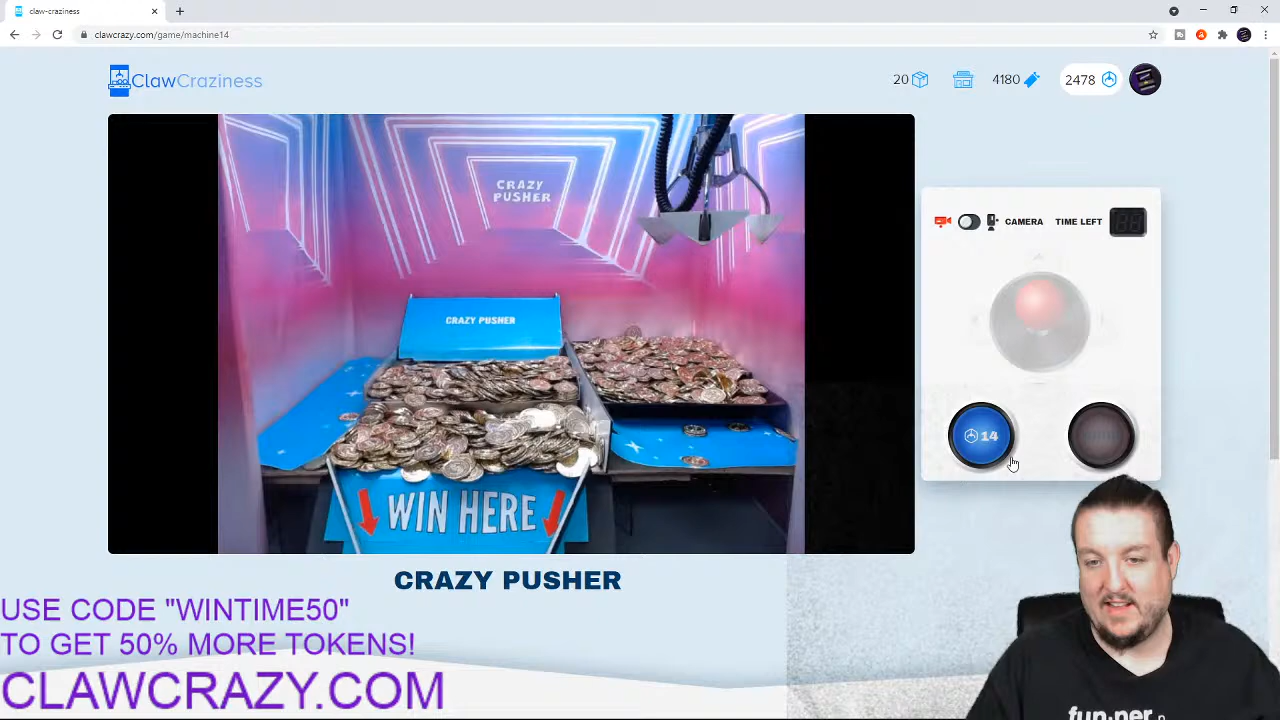 claw-craziness
clawcrazy.com/game/machine14
ClawCraziness
20
4180
2478
CRAZY
PUSHER
CAMERA
TIME LEFT
CRAZY PUSHER
14
WIN HERE
CRAZY PUSHER
USE CODE "WINTIME50"
TO GET 50% MORE TOKENS!
CLAWCRAZY.COM